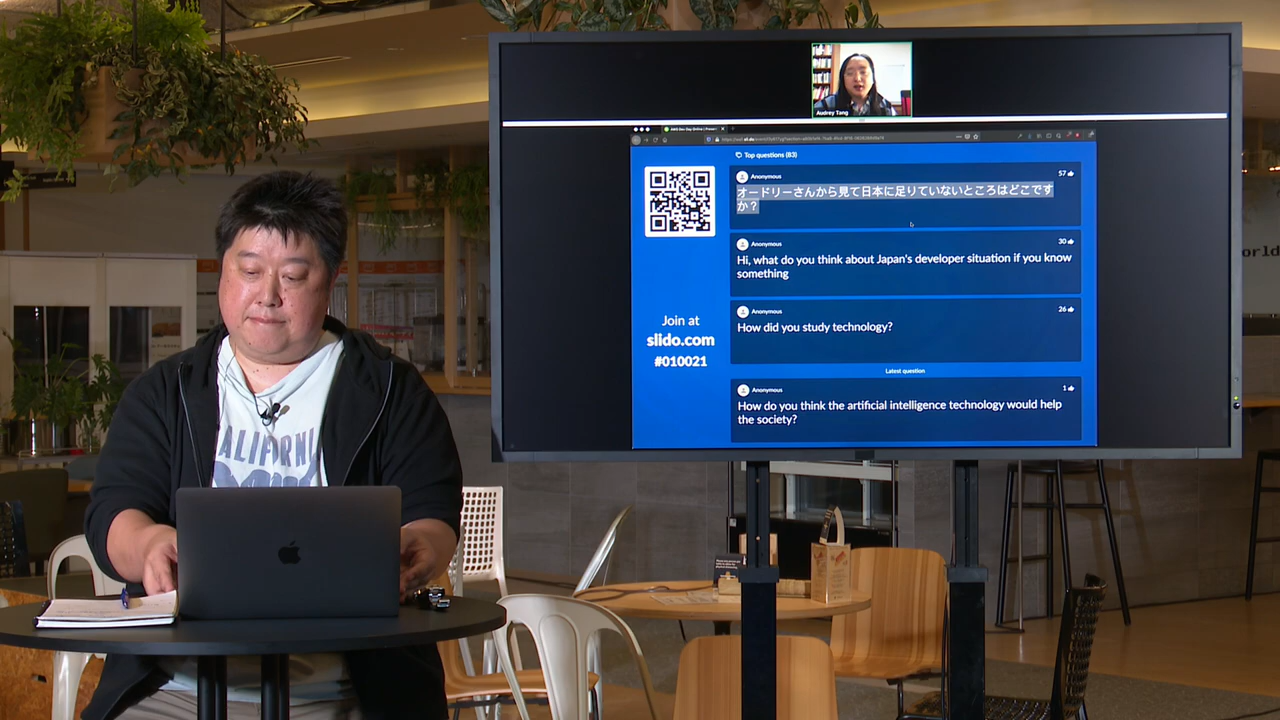 Audrey Tang
AWS Dev Day Online
Top questions (83)
Anonymous
57
オードリーさんから見て日本に足りていないところはどこです
か？
Anonymous
30
Hi, what do you think about Japan's developer situation if you know
something
Anonymous
26
How did you study technology?
Join at
slido.com
#010021
Latest question
Anonymous
1
How do you think the artificial intelligence technology would help
the society?